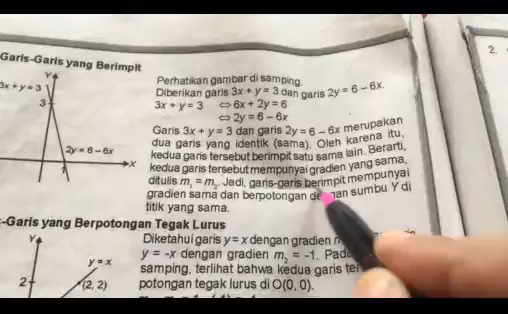 Garis-Garis yang Berimpit
Y
3x + y = 3
3
2y = 6 – 6x
X
1
Perhatikan gambar di samping.
Diberikan garis 3x + y = 3 dan garis 2y = 6 – 6x.
3x + y = 3 ⇔ 6x + 2y = 6
⇔ 2y = 6 – 6x
Garis 3x + y = 3 dan garis 2y = 6 – 6x merupakan
dua garis yang identik (sama). Oleh karena itu,
kedua garis tersebut berimpit satu sama lain. Berarti,
kedua garis tersebut mempunyai gradien yang sama,
ditulis m₁ = m₂. Jadi, garis-garis berimpit mempunyai
gradien sama dan berpotongan dengan sumbu Y di
titik yang sama.
-Garis yang Berpotongan Tegak Lurus
Y
y = x
2
(2, 2)
Diketahui garis y = x dengan gradien
y = -x dengan gradien m₂ = -1. Pada
samping, terlihat bahwa kedua garis
potongan tegak lurus di O(0, 0).
2.